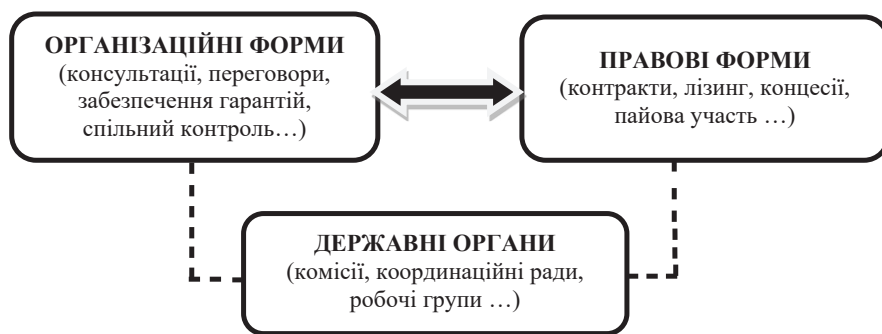 ОРГАНІЗАЦІЙНІ ФОРМИ
(консультації, переговори,
забезпечення гарантій,
спільний контроль…)
ПРАВОВІ ФОРМИ
(контракти, лізинг, концесії,
пайова участь …)
ДЕРЖАВНІ ОРГАНИ
(комісії, координаційні ради,
робочі групи …)